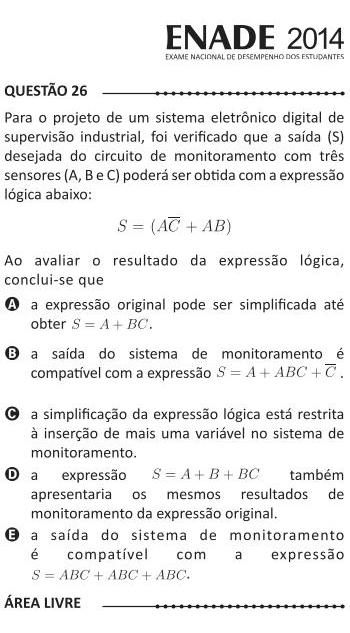 ENADE 2014
EXAME NACIONAL DE DESEMPENHO DOS ESTUDANTES
QUESTÃO 26
Para o projeto de um sistema eletrônico digital de
supervisão industrial, foi verificado que a saída (S)
desejada do circuito de monitoramento com três
sensores (A, B e C) poderá ser obtida com a expressão
lógica abaixo:
S = (AC̅ + AB)
Ao avaliar o resultado da expressão lógica,
conclui-se que
A a expressão original pode ser simplificada até
obter S = A + BC.
B a saída do sistema de monitoramento é
compatível com a expressão S = A + ABC + C̅ .
C a simplificação da expressão lógica está restrita
à inserção de mais uma variável no sistema de
monitoramento.
D a expressão S = A + B + BC também
apresentaria os mesmos resultados de
monitoramento da expressão original.
E a saída do sistema de monitoramento
é compatível com a expressão
S = ABC + ABC + ABC.
ÁREA LIVRE